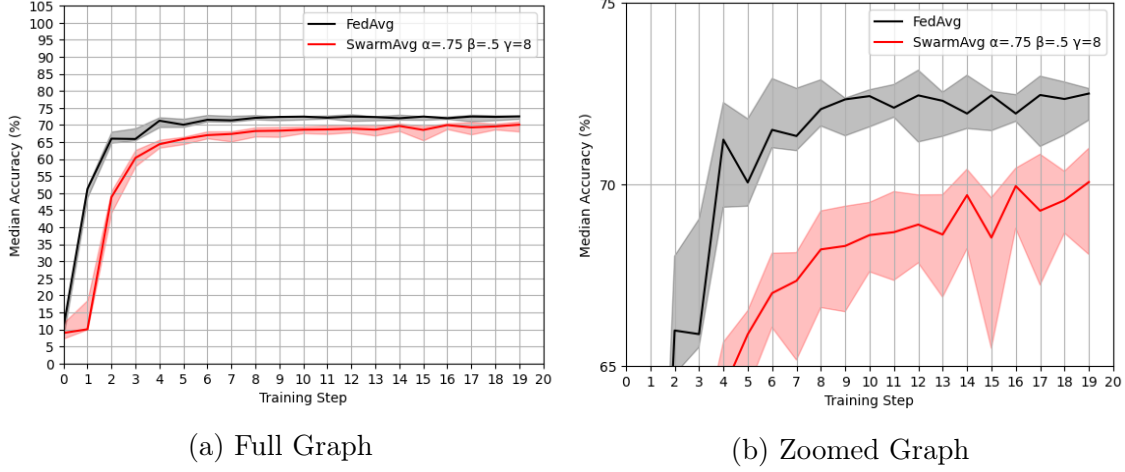 105
100
95
90
85
80
75
70
65
60
55
50
45
40
35
30
25
20
15
10
5
0
Median Accuracy (%)
FedAvg
SwarmAvg α=.75 β=.5 γ=8
0 1 2 3 4 5 6 7 8 9 10 11 12 13 14 15 16 17 18 19 20
Training Step
(a) Full Graph
75
70
65
Median Accuracy (%)
FedAvg
SwarmAvg α=.75 β=.5 γ=8
0 1 2 3 4 5 6 7 8 9 10 11 12 13 14 15 16 17 18 19 20
Training Step
(b) Zoomed Graph